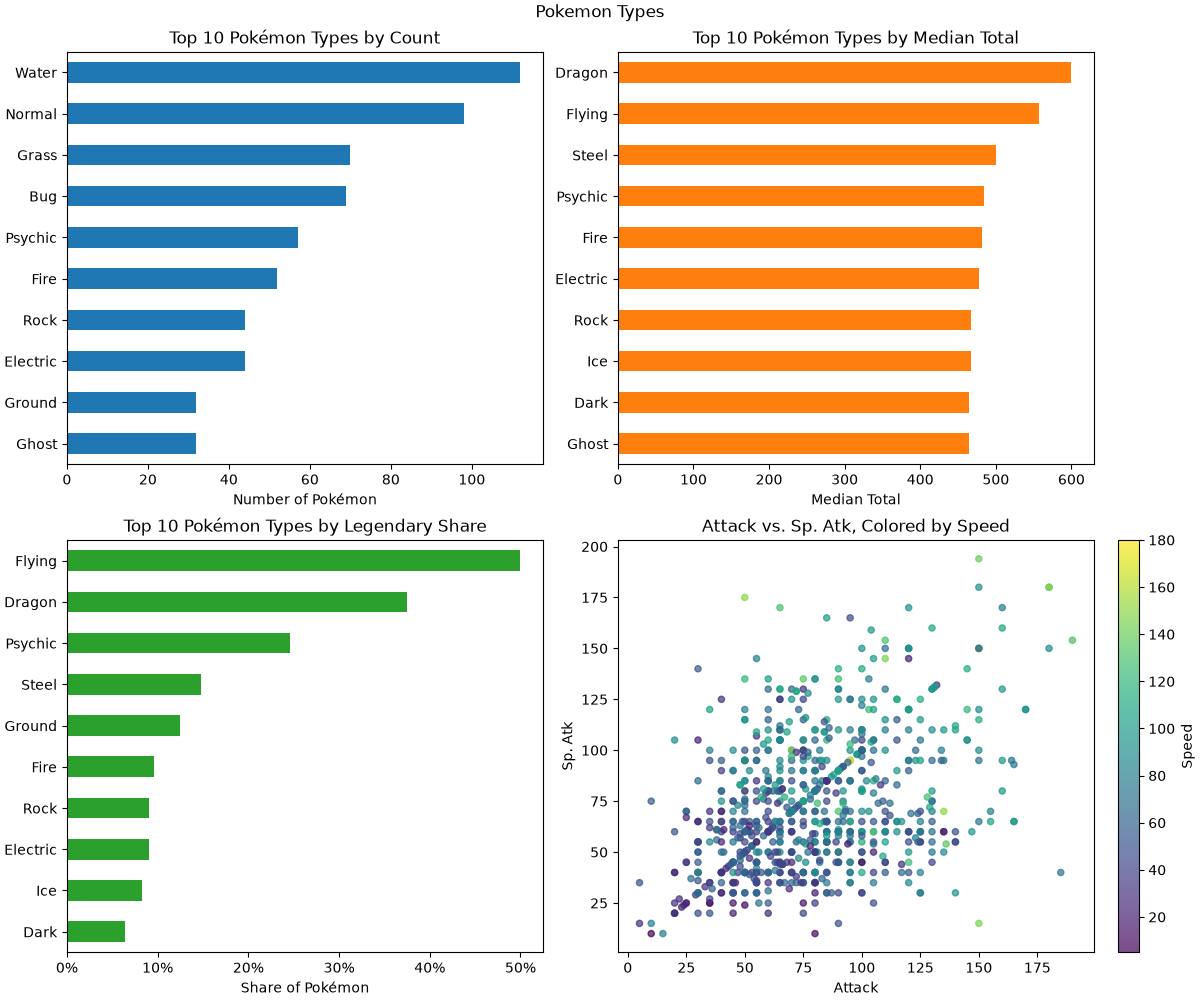 Pokemon Types
Top 10 Pokémon Types by Count
Water
Normal
Grass
Bug
Psychic
Fire
Rock
Electric
Ground
Ghost
0 20 40 60 80 100
Number of Pokémon
Top 10 Pokémon Types by Median Total
Dragon
Flying
Steel
Psychic
Fire
Electric
Rock
Ice
Dark
Ghost
0 100 200 300 400 500 600
Median Total
Top 10 Pokémon Types by Legendary Share
Flying
Dragon
Psychic
Steel
Ground
Fire
Rock
Electric
Ice
Dark
0% 10% 20% 30% 40% 50%
Share of Pokémon
Attack vs. Sp. Atk, Colored by Speed
Sp. Atk
200
175
150
125
100
75
50
25
0 25 50 75 100 125 150 175
Attack
180
160
140
120
100
80
60
40
20
Speed